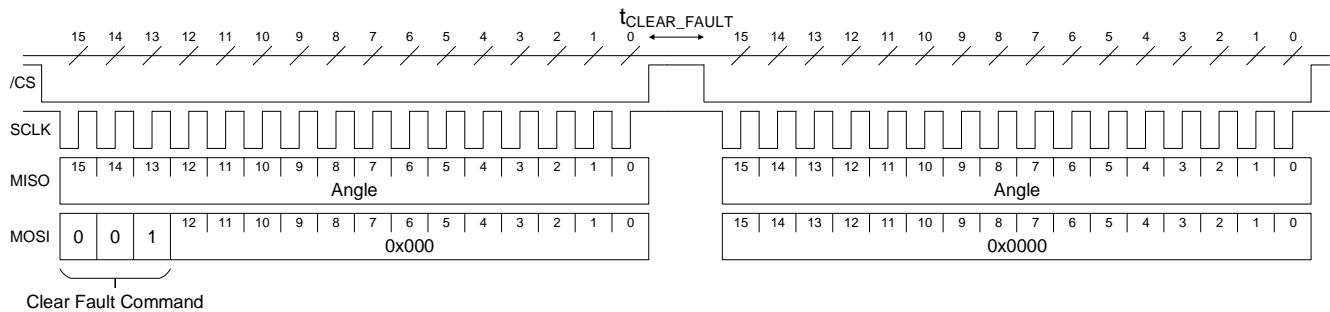 tCLEAR_FAULT
15 14 13 12 11 10 9 8 7 6 5 4 3 2 1 0 15 14 13 12 11 10 9 8 7 6 5 4 3 2 1 0
/CS
SCLK
15 14 13 12 11 10 9 8 7 6 5 4 3 2 1 0 15 14 13 12 11 10 9 8 7 6 5 4 3 2 1 0
MISO Angle Angle
12 11 10 9 8 7 6 5 4 3 2 1 0 15 14 13 12 11 10 9 8 7 6 5 4 3 2 1 0
MOSI 0 0 1 0x000 0x0000
Clear Fault Command